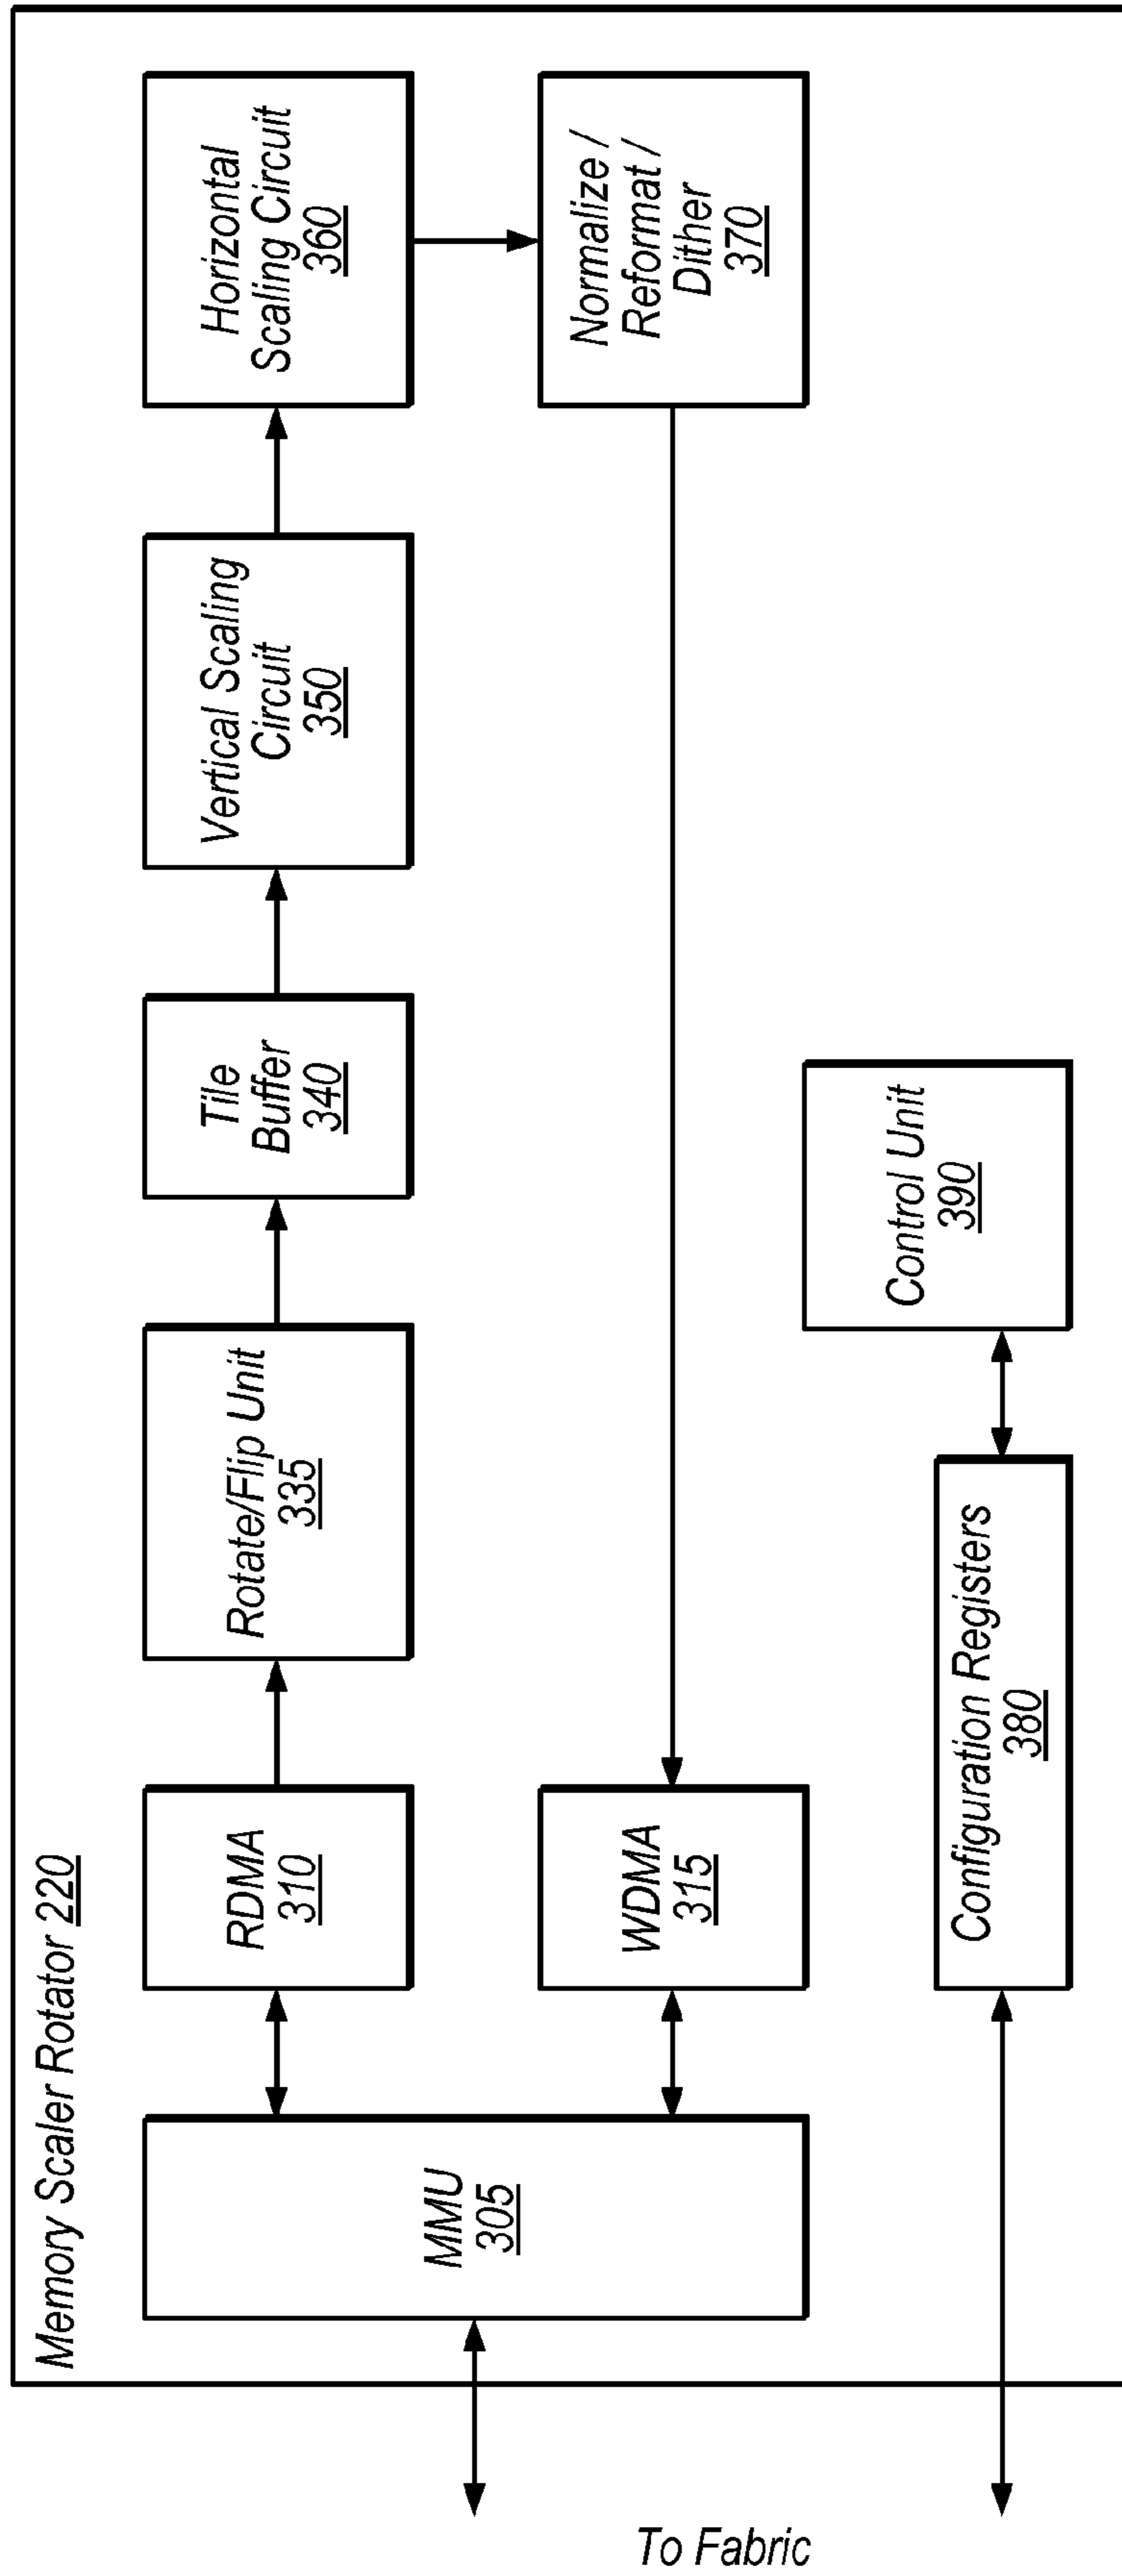 Memory Scaler Rotator 220
MMU
305
RDMA
310
Rotate/Flip Unit
335
Tile
Buffer
340
Vertical Scaling
Circuit
350
Horizontal
Scaling Circuit
360
WDMA
315
Normalize /
Reformat /
Dither
370
Configuration Registers
380
Control Unit
390
To Fabric